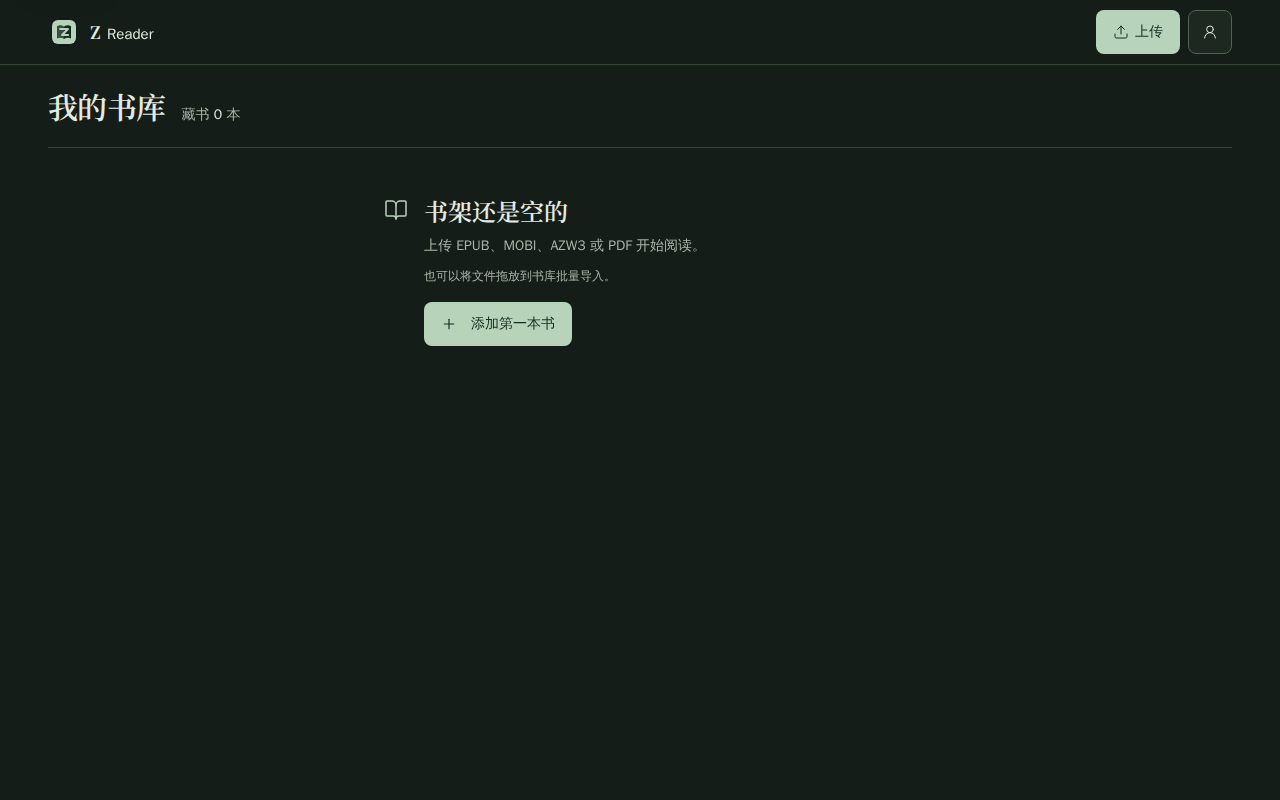 Z Reader
上传
我的书库
藏书 0 本
书架还是空的
上传 EPUB、MOBI、AZW3 或 PDF 开始阅读。
也可以将文件拖放到书库批量导入。
添加第一本书